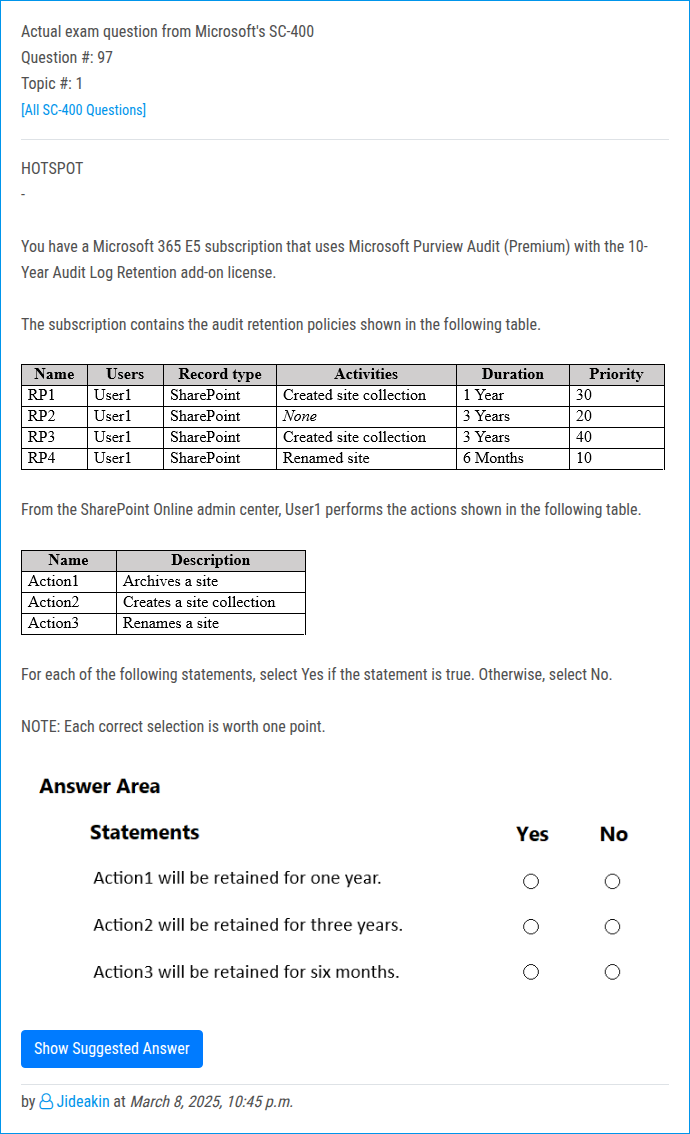 Actual exam question from Microsoft's SC-400
Question #: 97
Topic #: 1
[All SC-400 Questions]
HOTSPOT
-
You have a Microsoft 365 E5 subscription that uses Microsoft Purview Audit (Premium) with the 10-
Year Audit Log Retention add-on license.
The subscription contains the audit retention policies shown in the following table.
Name Users Record type Activities Duration Priority
RP1 User1 SharePoint Created site collection 1 Year 30
RP2 User1 SharePoint None 3 Years 20
RP3 User1 SharePoint Created site collection 3 Years 40
RP4 User1 SharePoint Renamed site 6 Months 10
From the SharePoint Online admin center, User1 performs the actions shown in the following table.
Name Description
Action1 Archives a site
Action2 Creates a site collection
Action3 Renames a site
For each of the following statements, select Yes if the statement is true. Otherwise, select No.
NOTE: Each correct selection is worth one point.
Answer Area
Statements Yes No
Action1 will be retained for one year.
Action2 will be retained for three years.
Action3 will be retained for six months.
Show Suggested Answer
by Jideakin at March 8, 2025, 10:45 p.m.